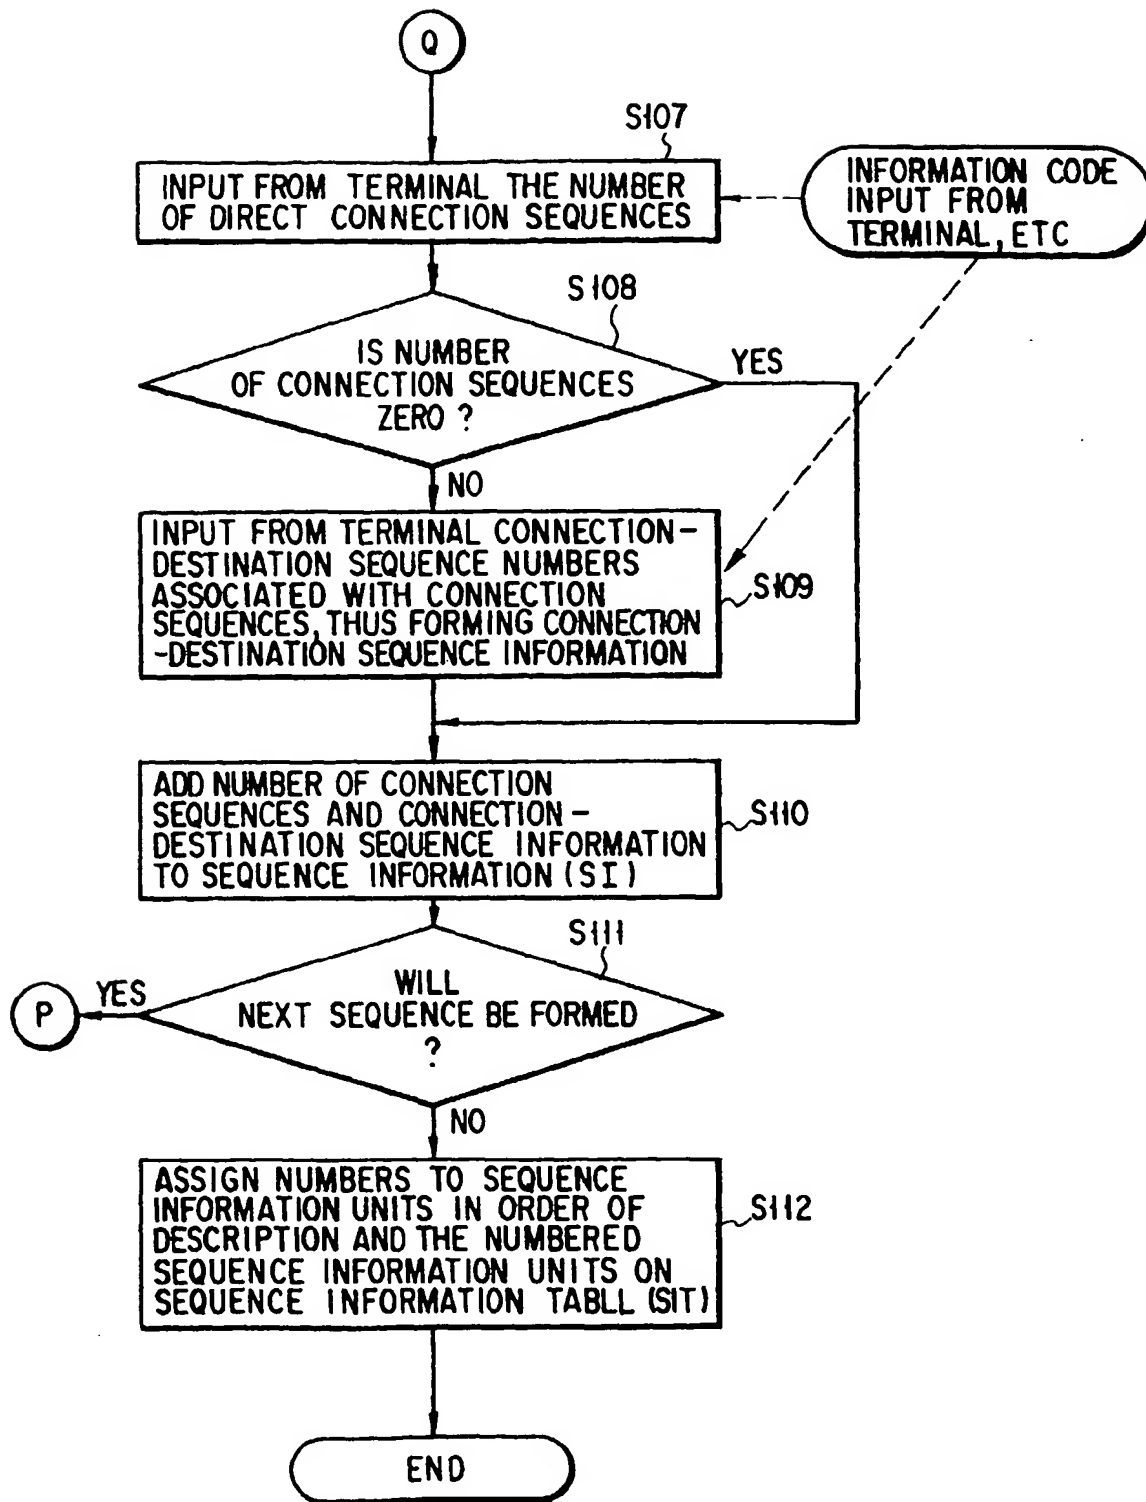 Q
S107
INPUT FROM TERMINAL THE NUMBER
OF DIRECT CONNECTION SEQUENCES
INFORMATION CODE
INPUT FROM
TERMINAL, ETC
S108
IS NUMBER
OF CONNECTION SEQUENCES
ZERO ?
YES
NO
INPUT FROM TERMINAL CONNECTION-
DESTINATION SEQUENCE NUMBERS
ASSOCIATED WITH CONNECTION
SEQUENCES, THUS FORMING CONNECTION
-DESTINATION SEQUENCE INFORMATION
S109
ADD NUMBER OF CONNECTION
SEQUENCES AND CONNECTION-
DESTINATION SEQUENCE INFORMATION
TO SEQUENCE INFORMATION (SI)
S110
S111
WILL
NEXT SEQUENCE BE FORMED
?
YES
P
NO
ASSIGN NUMBERS TO SEQUENCE
INFORMATION UNITS IN ORDER OF
DESCRIPTION AND THE NUMBERED
SEQUENCE INFORMATION UNITS ON
SEQUENCE INFORMATION TABLL (SIT)
S112
END